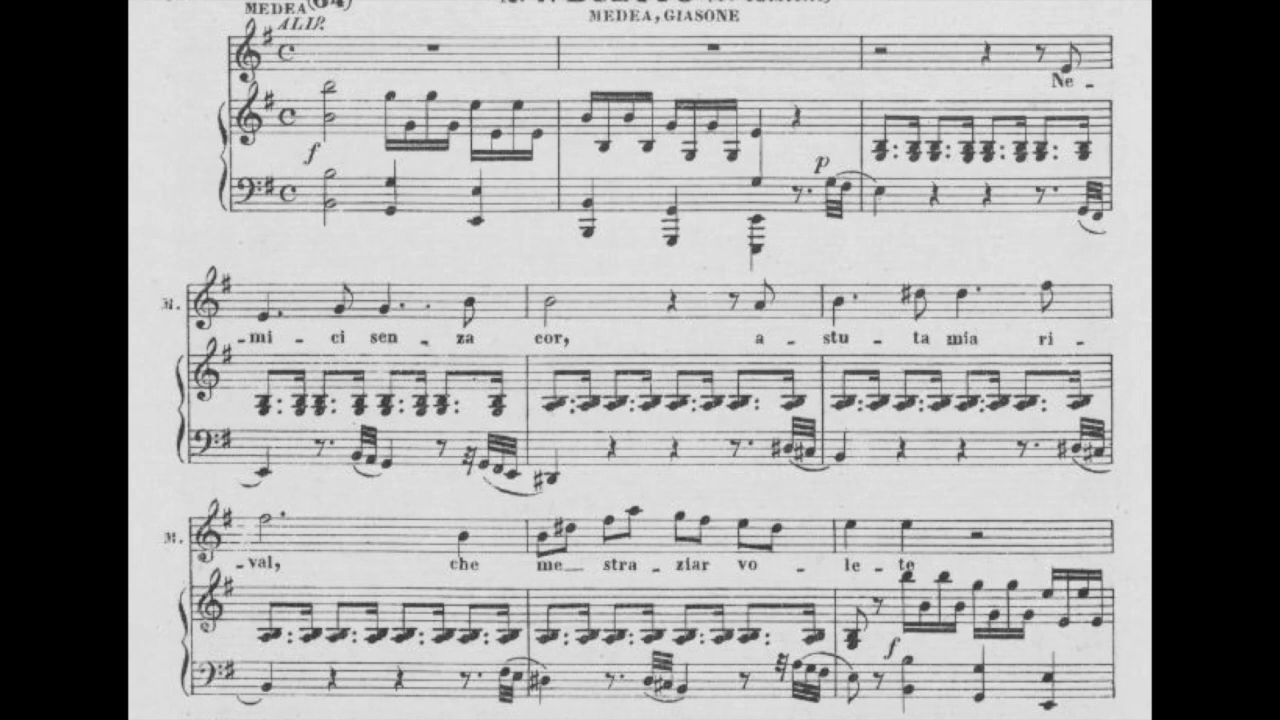 MEDEA (64)
MEDEA, GIASONE
ALLº
Ne -
f
p
M.
- mi - ci sen - za cor, a - stu - ta mia ri -
M.
- val, che me stra - ziar vo - le - te
f